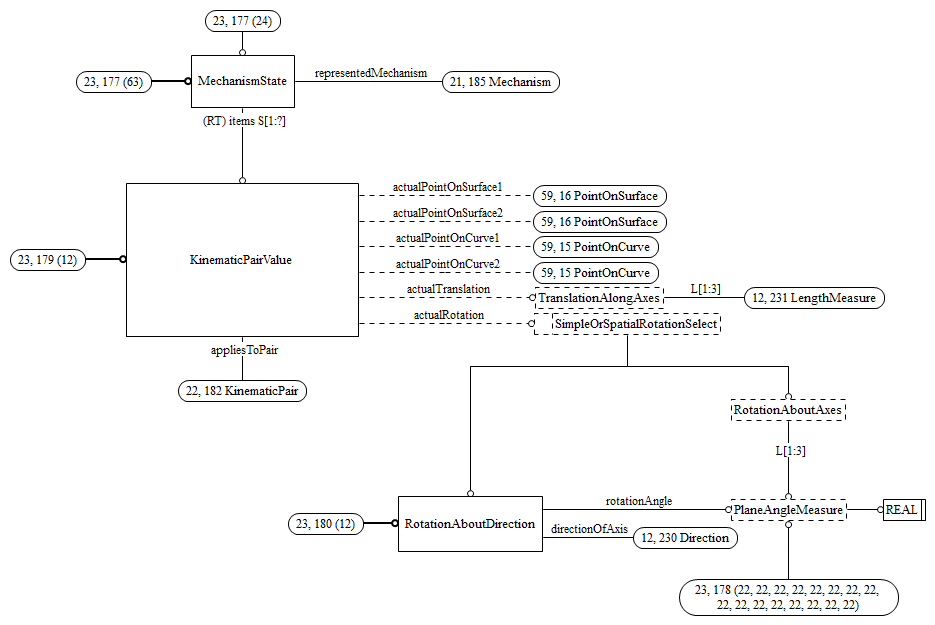 23, 177 (24)
23, 177 (63)
MechanismState
representedMechanism
21, 185 Mechanism
(RT) items S[1:?]
23, 179 (12)
KinematicPairValue
actualPointOnSurface1
59, 16 PointOnSurface
actualPointOnSurface2
59, 16 PointOnSurface
actualPointOnCurve1
59, 15 PointOnCurve
actualPointOnCurve2
59, 15 PointOnCurve
actualTranslation
TranslationAlongAxes
L[1:3]
12, 231 LengthMeasure
actualRotation
SimpleOrSpatialRotationSelect
appliesToPair
22, 182 KinematicPair
RotationAboutAxes
L[1:3]
23, 180 (12)
RotationAboutDirection
rotationAngle
PlaneAngleMeasure
REAL
directionOfAxis
12, 230 Direction
23, 178 (22, 22, 22, 22, 22, 22, 22, 22,
22, 22, 22, 22, 22, 22, 22, 22)